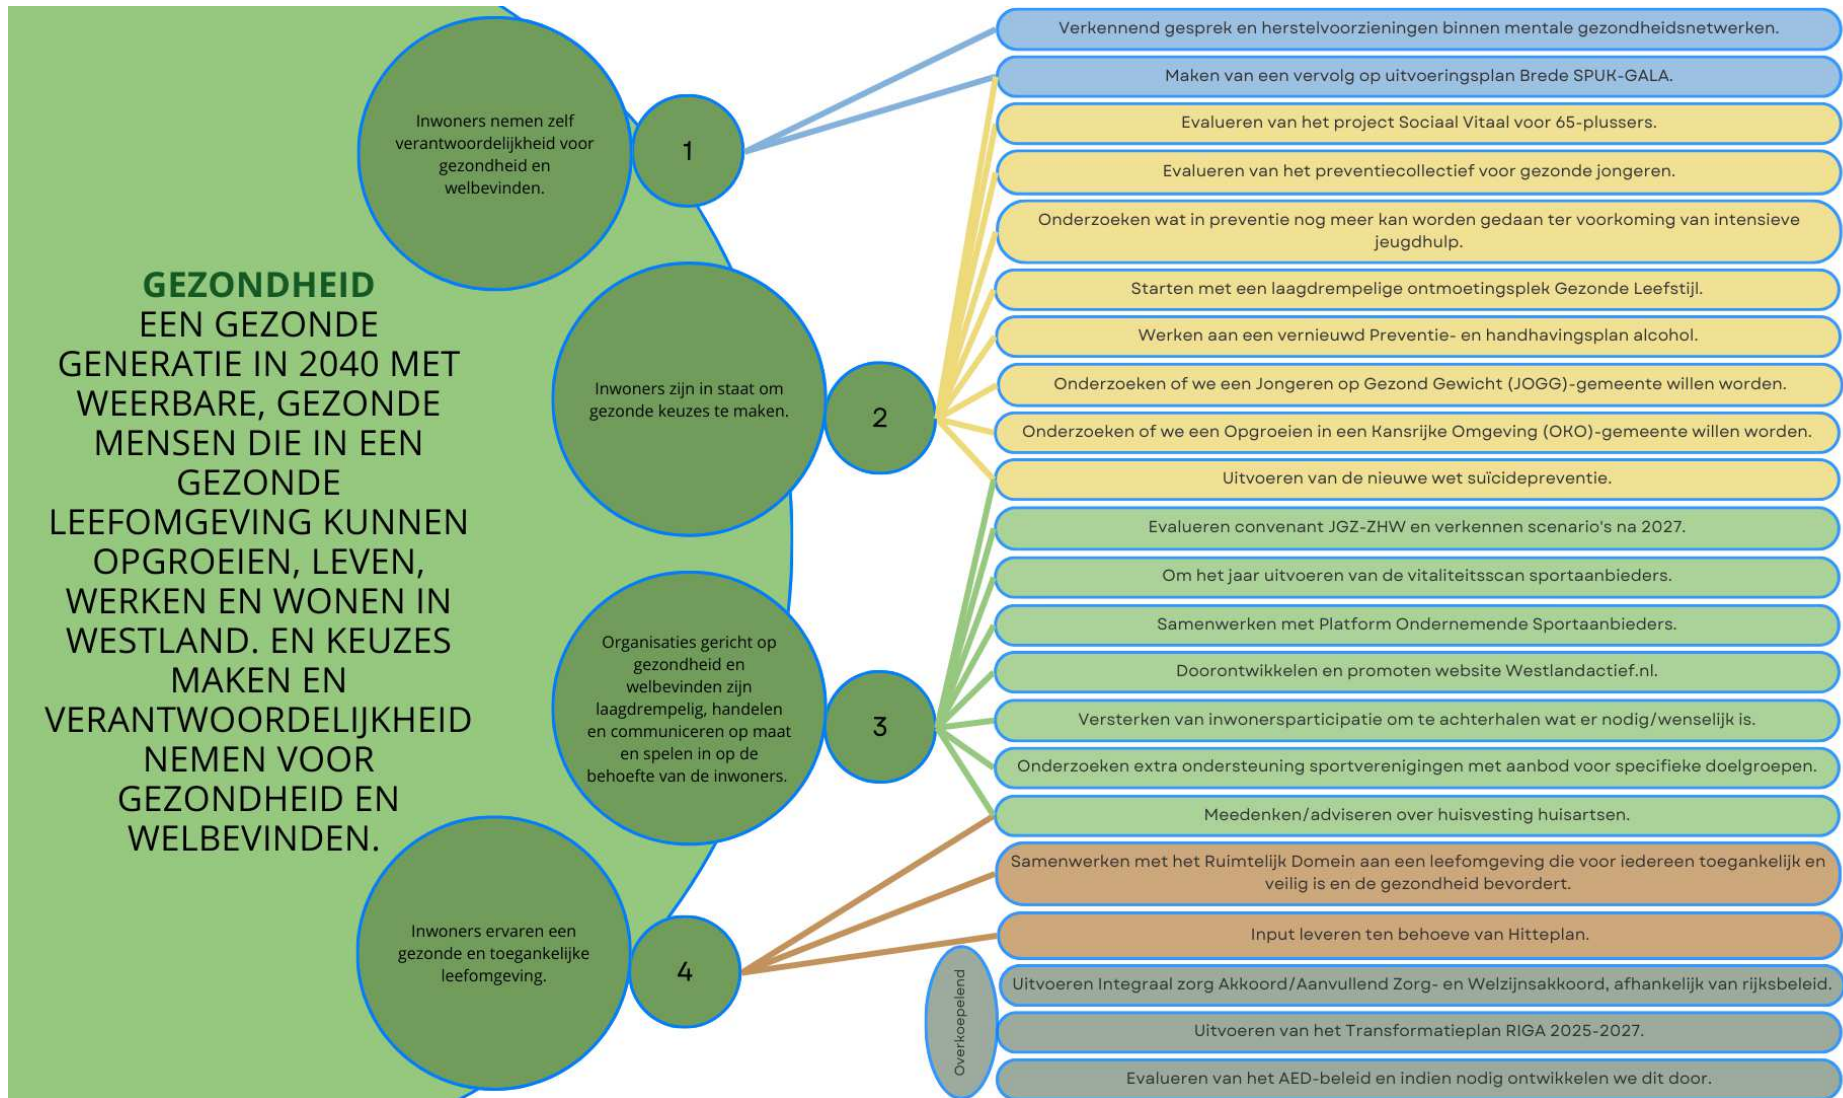 GEZONDHEID
EEN GEZONDE
GENERATIE IN 2040 MET
WEERBARE, GEZONDE
MENSEN DIE IN EEN
GEZONDE
LEEFOMGEVING KUNNEN
OPGROEIEN, LEVEN,
WERKEN EN WONEN IN
WESTLAND. EN KEUZES
MAKEN EN
VERANTWOORDELIJKHEID
NEMEN VOOR
GEZONDHEID EN
WELBEVINDEN.
Inwoners nemen zelf
verantwoordelijkheid voor
gezondheid en
welbevinden.
1
Inwoners zijn in staat om
gezonde keuzes te maken.
2
Organisaties gericht op
gezondheid en
welbevinden zijn
laagdrempelig, handelen
en communiceren op maat
en spelen in op de
behoefte van de inwoners.
3
Inwoners ervaren een
gezonde en toegankelijke
leefomgeving.
4
Verkennend gesprek en herstelvoorzieningen binnen mentale gezondheidsnetwerken.
Maken van een vervolg op uitvoeringsplan Brede SPUK-GALA.
Evalueren van het project Sociaal Vitaal voor 65-plussers.
Evalueren van het preventiecollectief voor gezonde jongeren.
Onderzoeken wat in preventie nog meer kan worden gedaan ter voorkoming van intensieve
jeugdhulp.
Starten met een laagdrempelige ontmoetingsplek Gezonde Leefstijl.
Werken aan een vernieuwd Preventie- en handhavingsplan alcohol.
Onderzoeken of we een Jongeren op Gezond Gewicht (JOGG)-gemeente willen worden.
Onderzoeken of we een Opgroeien in een Kansrijke Omgeving (OKO)-gemeente willen worden.
Uitvoeren van de nieuwe wet suïcidepreventie.
Evalueren convenant JGZ-ZHW en verkennen scenario's na 2027.
Om het jaar uitvoeren van de vitaliteitsscan sportaanbieders.
Samenwerken met Platform Ondernemende Sportaanbieders.
Doorontwikkelen en promoten website Westlandactief.nl.
Versterken van inwonersparticipatie om te achterhalen wat er nodig/wenselijk is.
Onderzoeken extra ondersteuning sportverenigingen met aanbod voor specifieke doelgroepen.
Meedenken/adviseren over huisvesting huisartsen.
Samenwerken met het Ruimtelijk Domein aan een leefomgeving die voor iedereen toegankelijk en
veilig is en de gezondheid bevordert.
Input leveren ten behoeve van Hitteplan.
Overkoepelend
Uitvoeren Integraal zorg Akkoord/Aanvullend Zorg- en Welzijnsakkoord, afhankelijk van rijksbeleid.
Uitvoeren van het Transformatieplan RIGA 2025-2027.
Evalueren van het AED-beleid en indien nodig ontwikkelen we dit door.